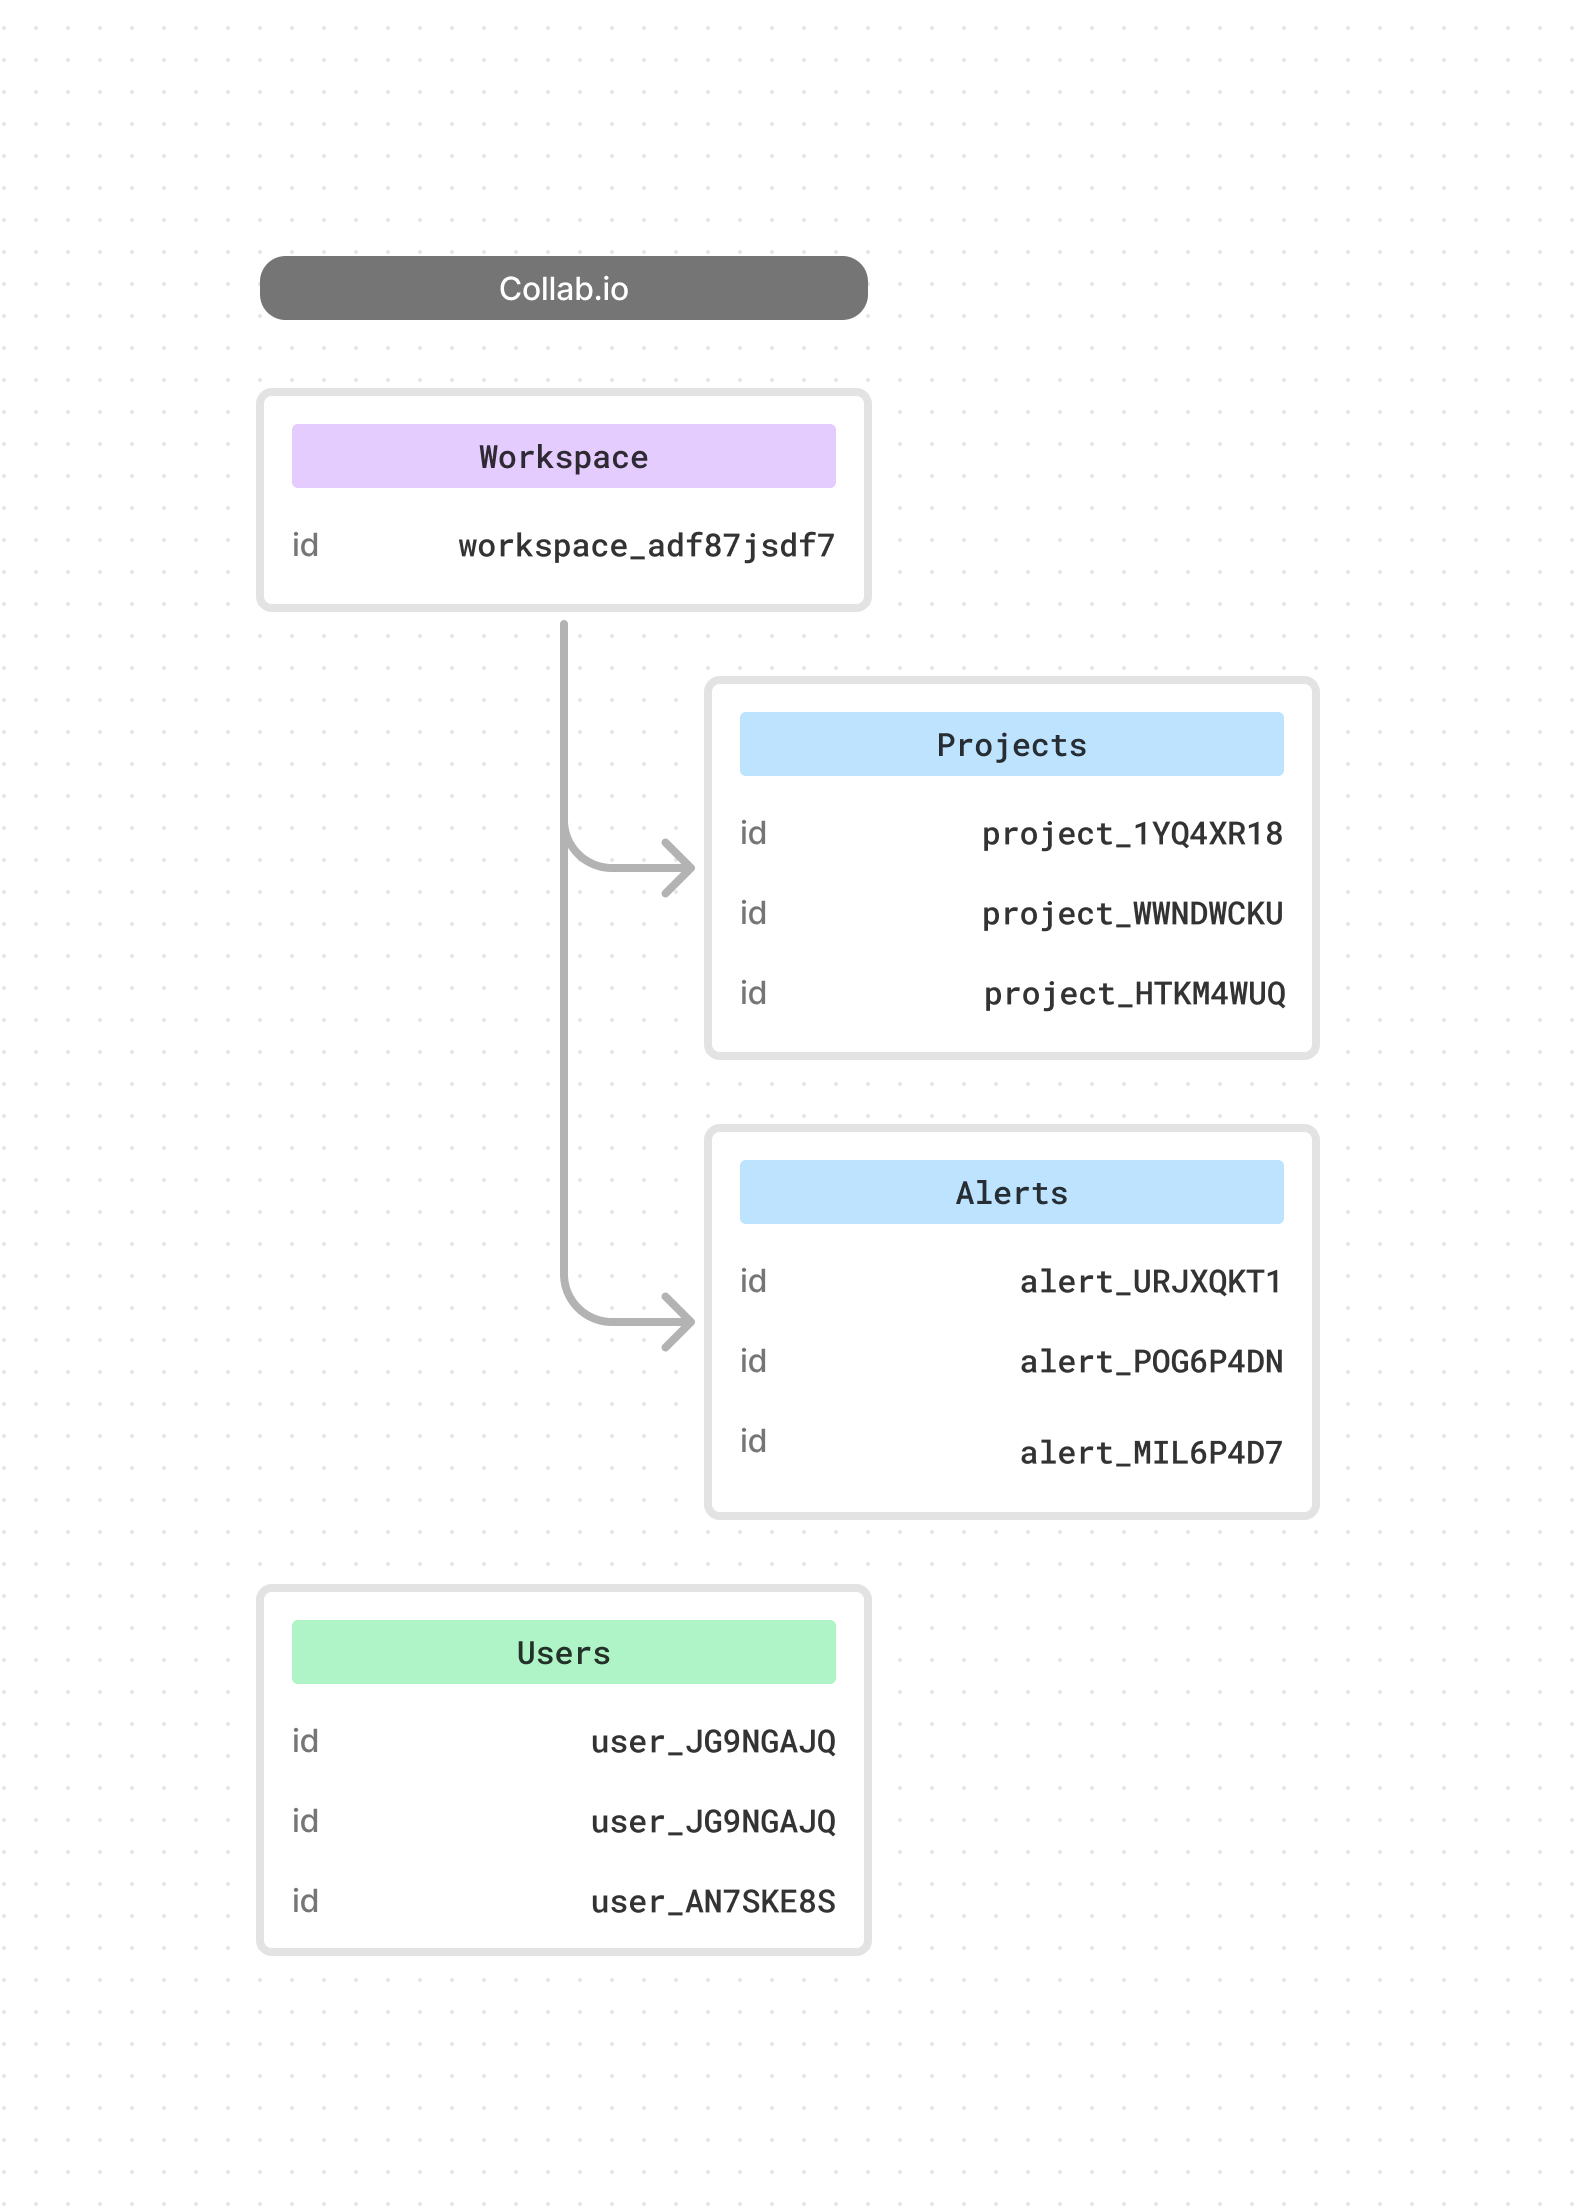 Collab.io
Workspace
id workspace_adf87jsdf7
Projects
id project_1YQ4XR18
id project_WWNDWCKU
id project_HTKM4WUQ
Alerts
id alert_URJXQKT1
id alert_POG6P4DN
id alert_MIL6P4D7
Users
id user_JG9NGAJQ
id user_JG9NGAJQ
id user_AN7SKE8S